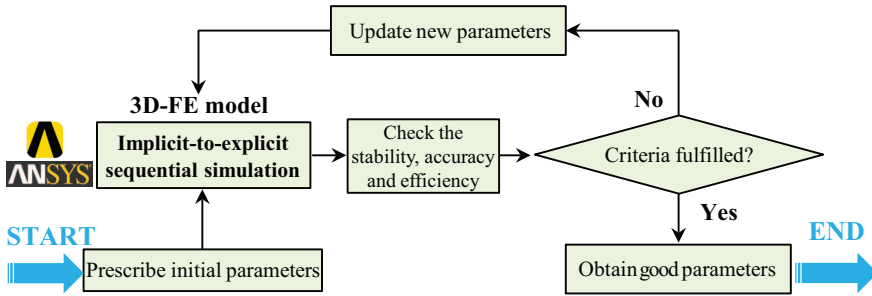 Update new parameters
No
3D-FE model
Implicit-to-explicit
sequential simulation
ANSYS
Check the
stability, accuracy
and efficiency
Criteria fulfilled?
Yes
START
Prescribe initial parameters
Obtain good parameters
END